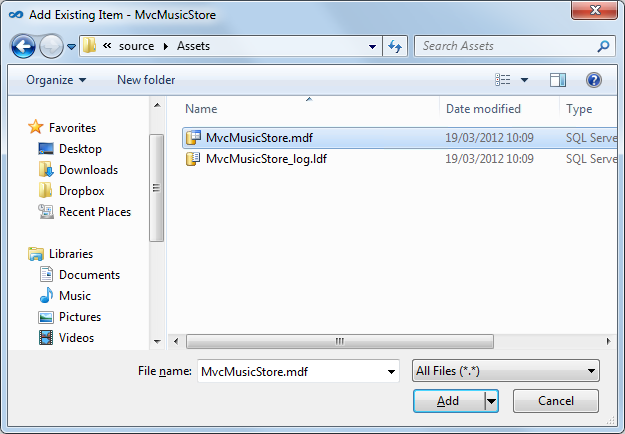 Add Existing Item - MvcMusicStore
« source Assets
Search Assets
Organize New folder
Name Date modified Type
MvcMusicStore.mdf 19/03/2012 10:09 SQL Serve
MvcMusicStore_log.ldf 19/03/2012 10:09 SQL Serve
Favorites
Desktop
Downloads
Dropbox
Recent Places
Libraries
Documents
Music
Pictures
Videos
File name: MvcMusicStore.mdf All Files (*.*)
Add Cancel